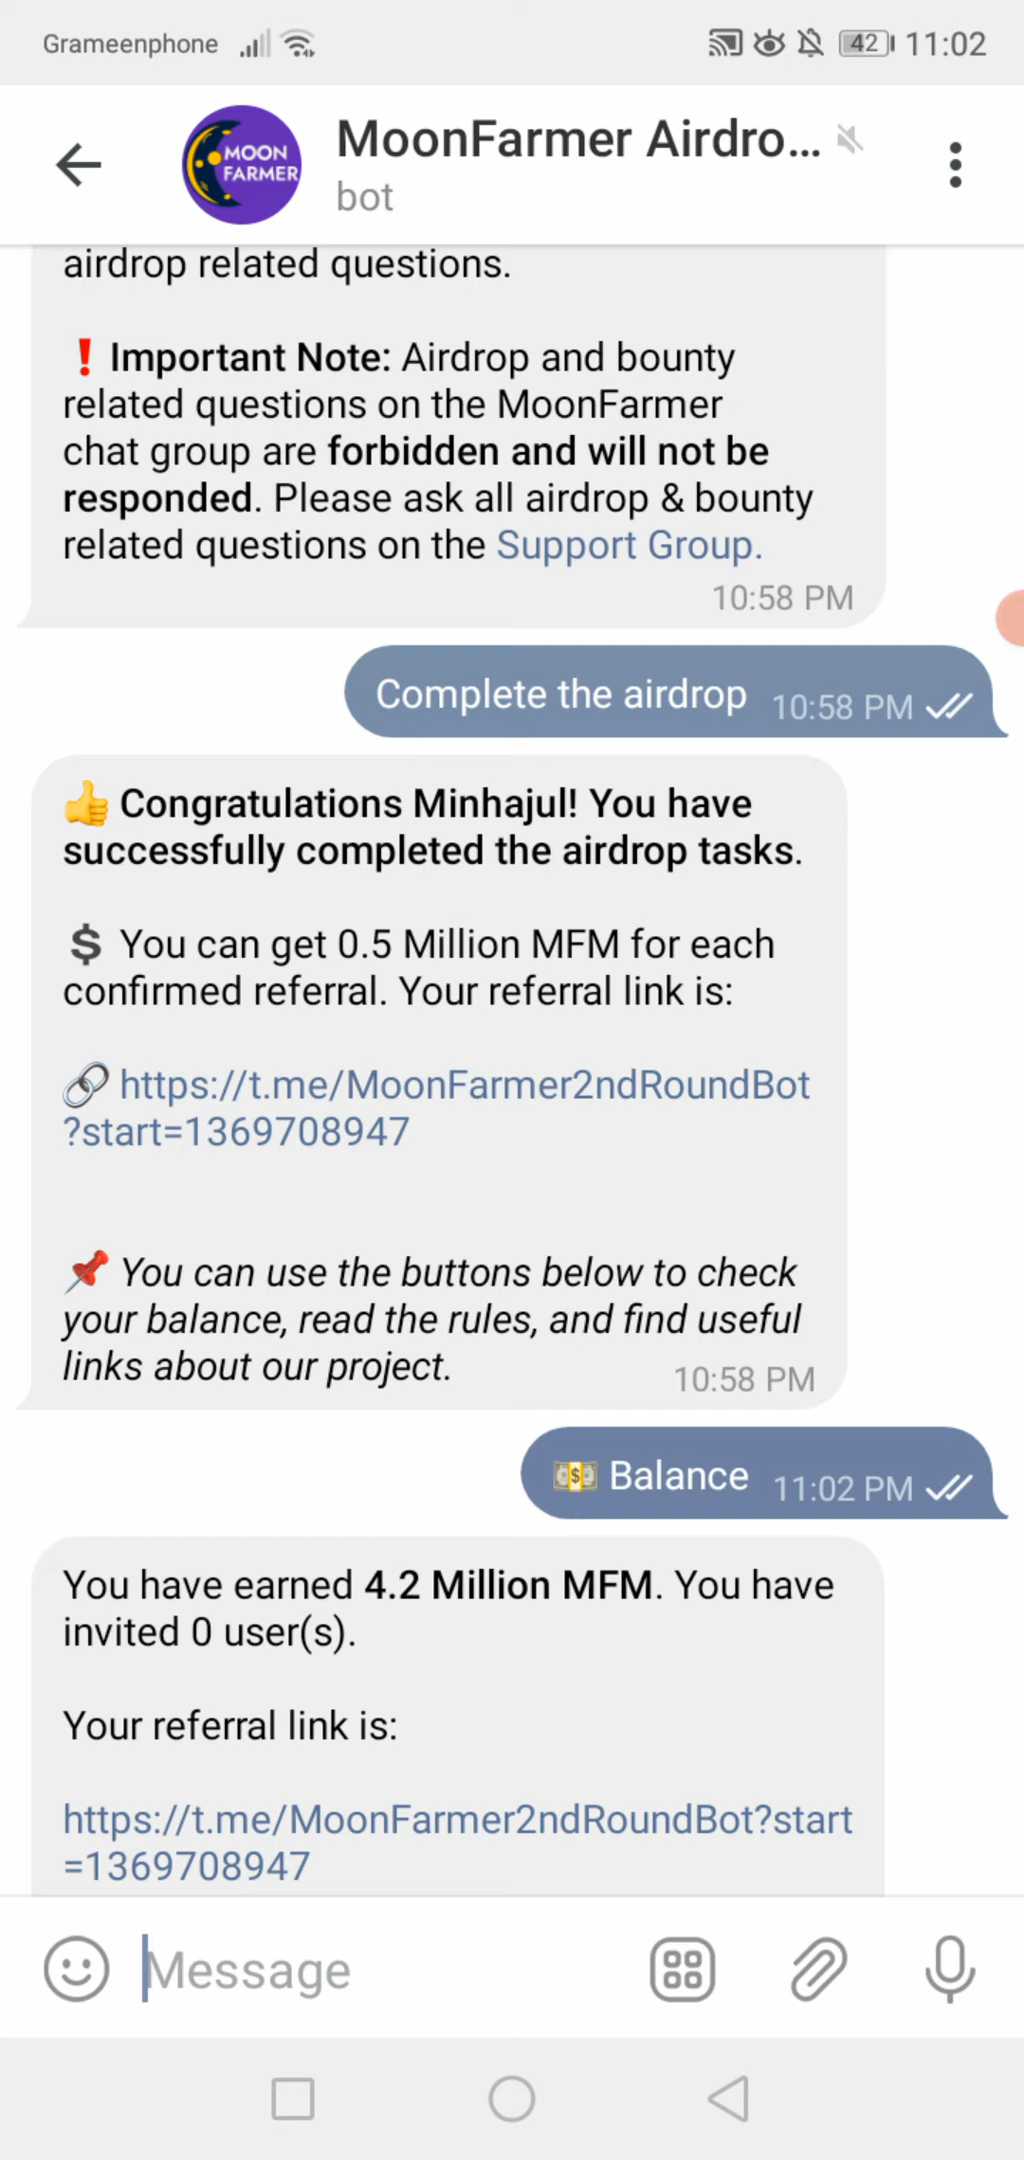 Grameenphone 42 11:02
MOON
FARMER
MoonFarmer Airdro...
bot
airdrop related questions.
❗ Important Note: Airdrop and bounty
related questions on the MoonFarmer
chat group are forbidden and will not be
responded. Please ask all airdrop & bounty
related questions on the Support Group.
10:58 PM
Complete the airdrop 10:58 PM
👍 Congratulations Minhajul! You have
successfully completed the airdrop tasks.
💲 You can get 0.5 Million MFM for each
confirmed referral. Your referral link is:
🔗 https://t.me/MoonFarmer2ndRoundBot
?start=1369708947
📌 You can use the buttons below to check
your balance, read the rules, and find useful
links about our project. 10:58 PM
💵 Balance 11:02 PM
You have earned 4.2 Million MFM. You have
invited 0 user(s).
Your referral link is:
https://t.me/MoonFarmer2ndRoundBot?start
=1369708947
Message